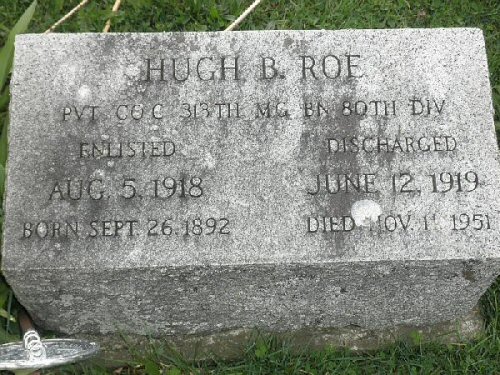 HUGH B. ROE
PVT. CO C. 313TH. MG. BN 80TH DIV
ENLISTED DISCHARGED
AUG. 5, 1918 JUNE 12, 1919
BORN SEPT. 26, 1892 DIED NOV. 1951